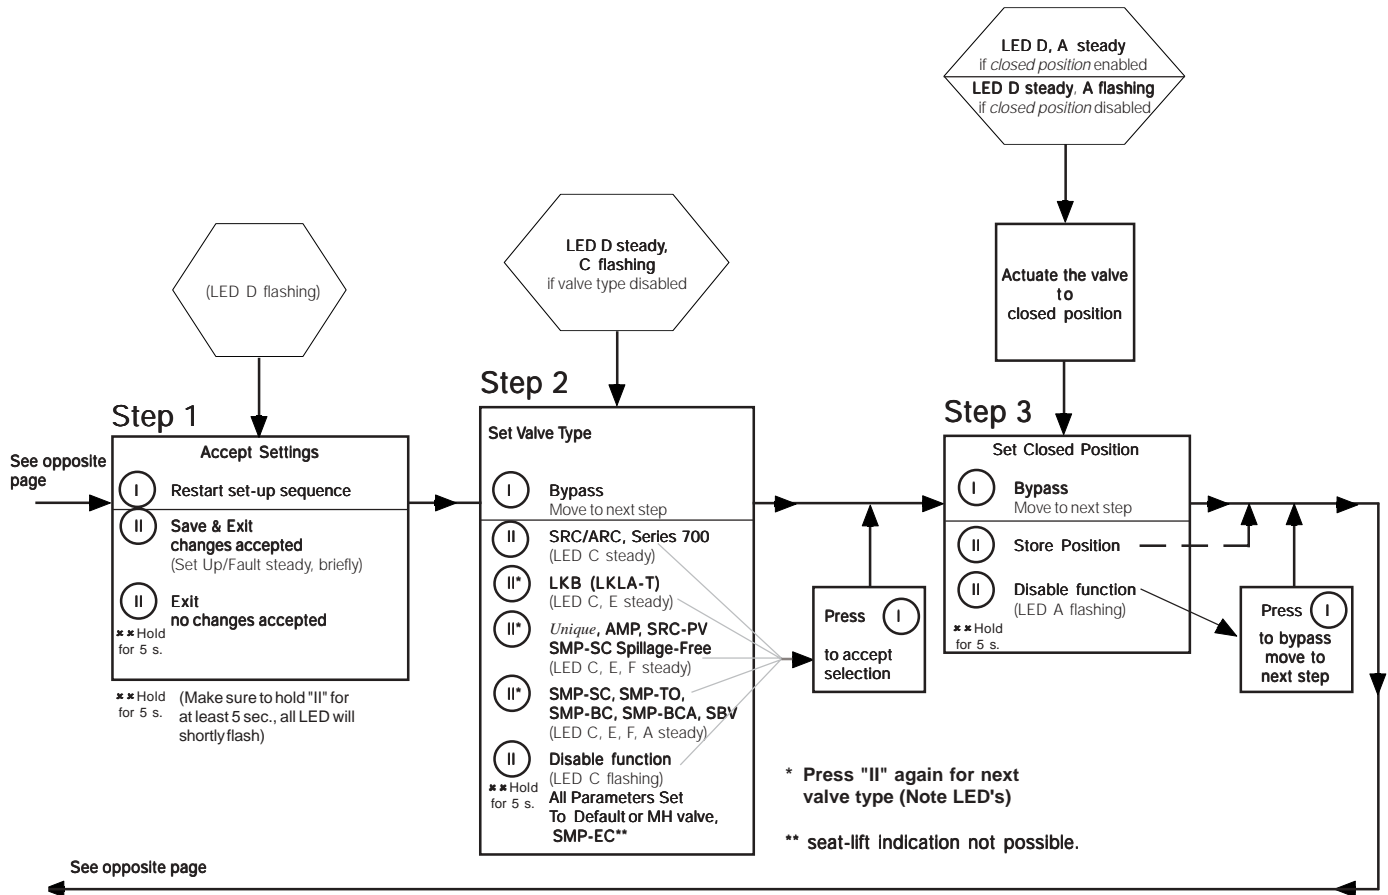 LED D, A steady
if closed position enabled
LED D steady, A flashing
if closed position disabled
Actuate the valve
to
closed position
(LED D flashing)
LED D steady,
C flashing
if valve type disabled
See opposite
page
Step 1
Accept Settings
I Restart set-up sequence
II Save & Exit
changes accepted
(Set Up/Fault steady, briefly)
II Exit
no changes accepted
✖✖Hold
for 5 s.
✖✖Hold
for 5 s.
(Make sure to hold "II" for
at least 5 sec., all LED will
shortly flash)
Step 2
Set Valve Type
I Bypass
Move to next step
II SRC/ARC, Series 700
(LED C steady)
II* LKB (LKLA-T)
(LED C, E steady)
II* Unique, AMP, SRC-PV
SMP-SC Spillage-Free
(LED C, E, F steady)
II* SMP-SC, SMP-TO,
SMP-BC, SMP-BCA, SBV
(LED C, E, F, A steady)
II Disable function
(LED C flashing)
✖✖Hold
for 5 s.
All Parameters Set
To Default or MH valve,
SMP-EC**
Press I
to accept
selection
Step 3
Set Closed Position
I Bypass
Move to next step
II Store Position
II Disable function
(LED A flashing)
✖✖Hold
for 5 s.
Press I
to bypass
move to
next step
* Press "II" again for next
valve type (Note LED's)
** seat-lift indication not possible.
See opposite page